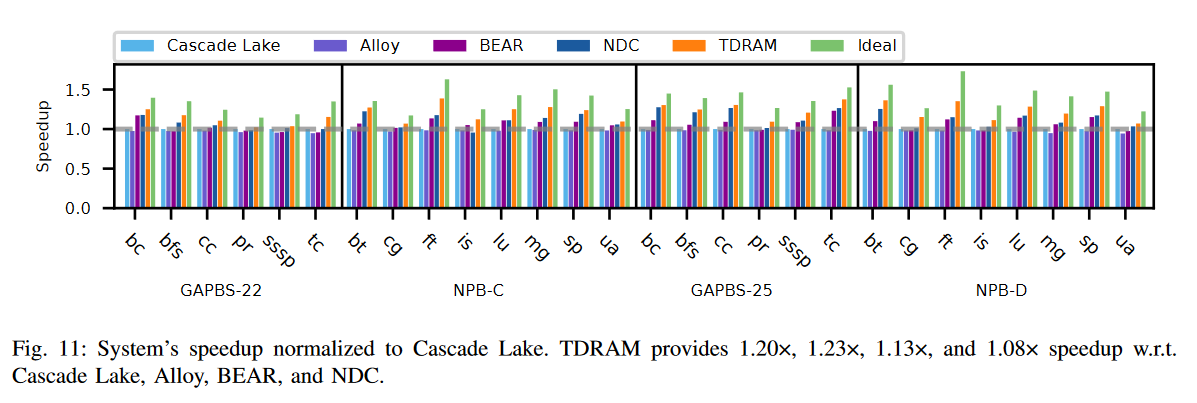 Cascade Lake Alloy BEAR NDC TDRAM Ideal
Speedup
1.5
1.0
0.5
0.0
bc bfs cc pr sssp tc bt cg ft is lu mg sp ua bc bfs cc pr sssp tc bt cg ft is lu mg sp ua
GAPBS-22 NPB-C GAPBS-25 NPB-D
Fig. 11: System's speedup normalized to Cascade Lake. TDRAM provides 1.20×, 1.23×, 1.13×, and 1.08× speedup w.r.t.
Cascade Lake, Alloy, BEAR, and NDC.